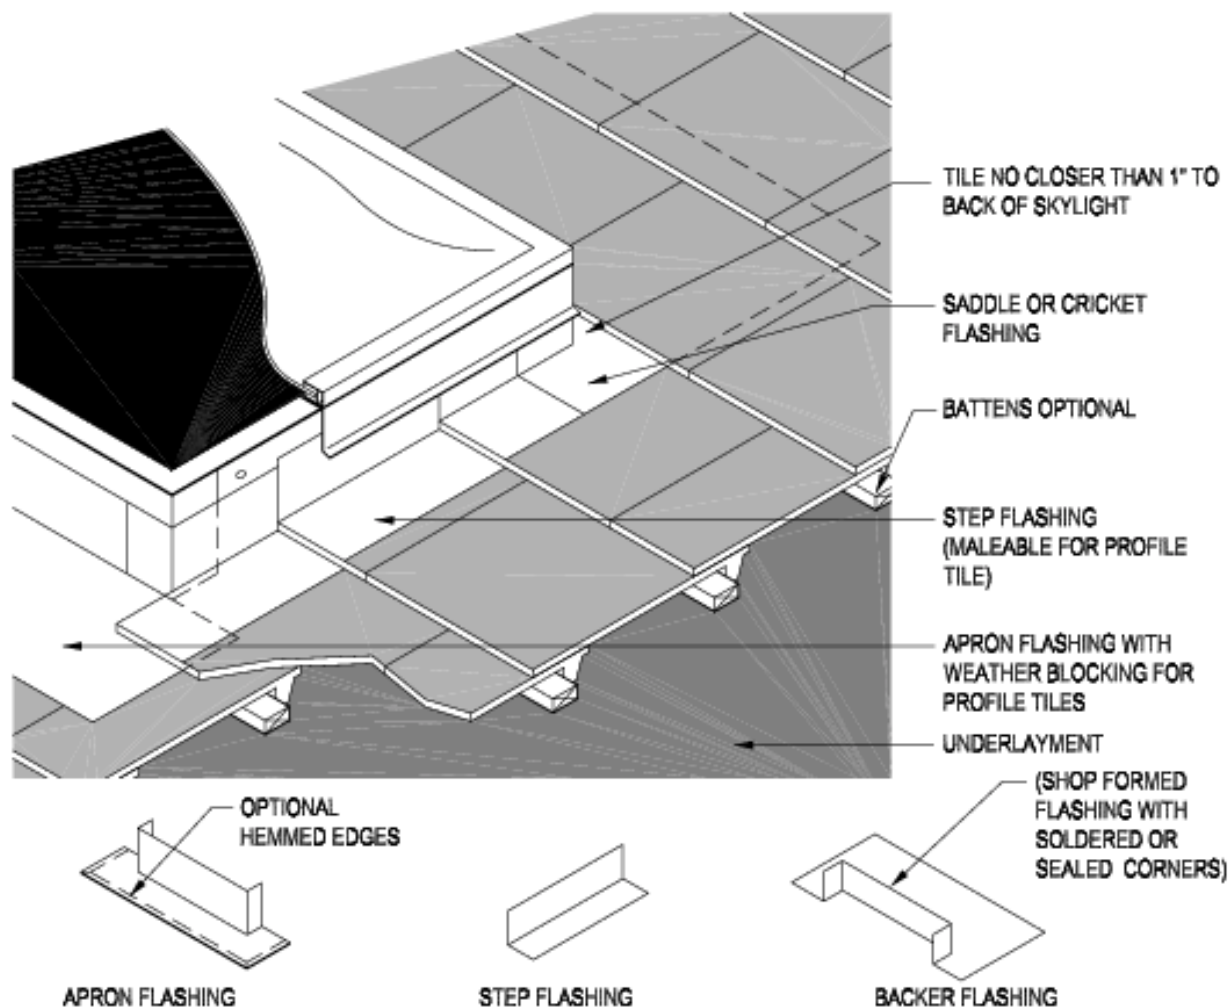 TILE NO CLOSER THAN 1" TO
BACK OF SKYLIGHT
SADDLE OR CRICKET
FLASHING
BATTENS OPTIONAL
STEP FLASHING
(MALEABLE FOR PROFILE
TILE)
APRON FLASHING WITH
WEATHER BLOCKING FOR
PROFILE TILES
UNDERLAYMENT
(SHOP FORMED
FLASHING WITH
SOLDERED OR
SEALED CORNERS)
OPTIONAL
HEMMED EDGES
APRON FLASHING
STEP FLASHING
BACKER FLASHING